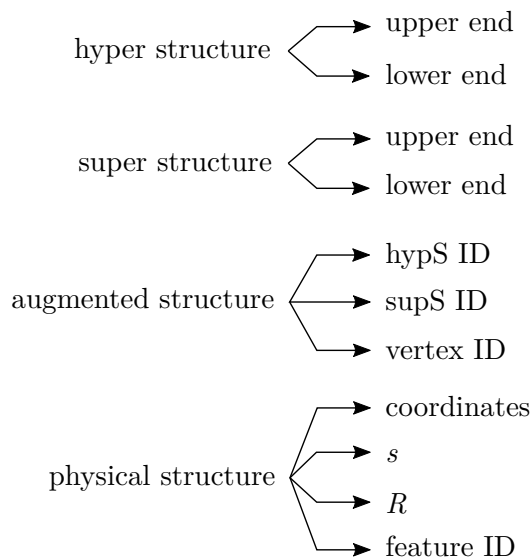 upper end
hyper structure
lower end
upper end
super structure
lower end
hypS ID
augmented structure
supS ID
vertex ID
coordinates
s
physical structure
R
feature ID